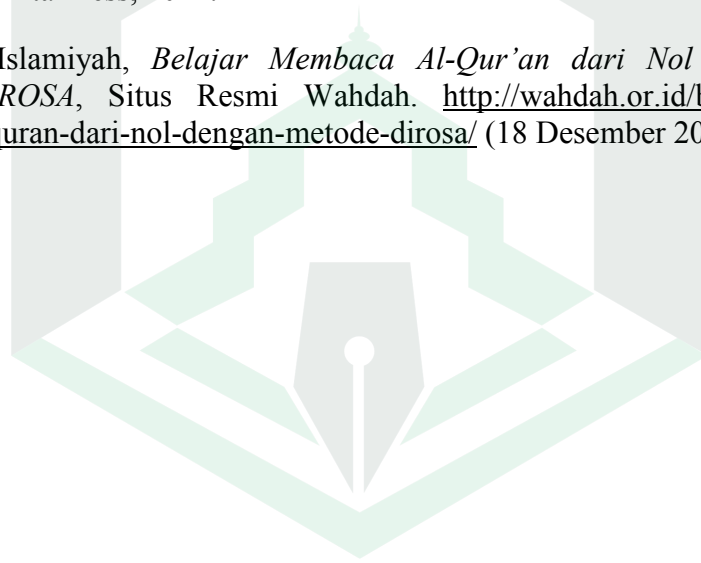 Islamiyah, Belajar Membaca Al-Qur’an dari Nol
ROSA, Situs Resmi Wahdah. http://wahdah.or.id/b
quran-dari-nol-dengan-metode-dirosa/ (18 Desember 20